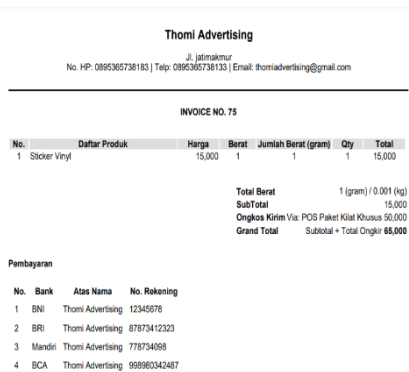 Thomi Advertising
Jl. jatimakmur
No. HP: 0895365738183 | Telp: 0895365738133 | Email: thomiadvertising@gmail.com
INVOICE NO. 75
No. Daftar Produk Harga Berat Jumlah Berat (gram) Qty Total
1 Sticker Vinyl 15,000 1 1 1 15,000
Total Berat 1 (gram) / 0.001 (kg)
SubTotal 15,000
Ongkos Kirim Via: POS Paket Kilat Khusus 50,000
Grand Total Subtotal + Total Ongkir 65,000
Pembayaran
No. Bank Atas Nama No. Rekening
1 BNI Thomi Advertising 12345678
2 BRI Thomi Advertising 87873412323
3 Mandiri Thomi Advertising 778734098
4 BCA Thomi Advertising 998980342487